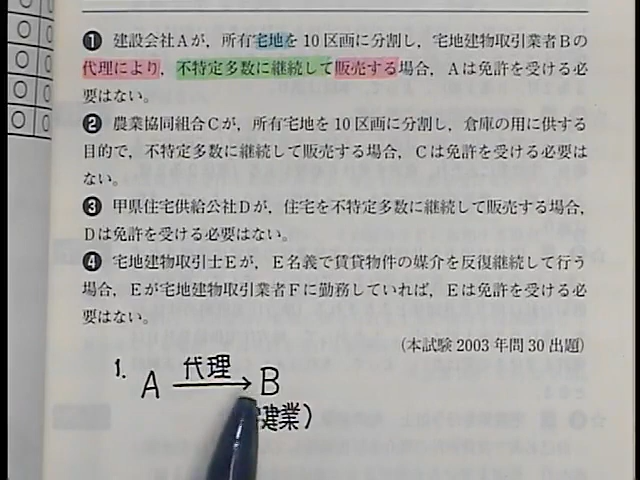 ❶ 建設会社Aが，所有宅地を10区画に分割し，宅地建物取引業者Bの
代理により，不特定多数に継続して販売する場合，Aは免許を受ける必
要はない。
❷ 農業協同組合Cが，所有宅地を10区画に分割し，倉庫の用に供する
目的で，不特定多数に継続して販売する場合，Cは免許を受ける必要は
ない。
❸ 甲県住宅供給公社Dが，住宅を不特定多数に継続して販売する場合，
Dは免許を受ける必要はない。
❹ 宅地建物取引士Eが，E名義で賃貸物件の媒介を反復継続して行う
場合，Eが宅地建物取引業者Fに勤務していれば，Eは免許を受ける必
要はない。
（本試験 2003 年問 30 出題）
1. A 代理 B
建業）